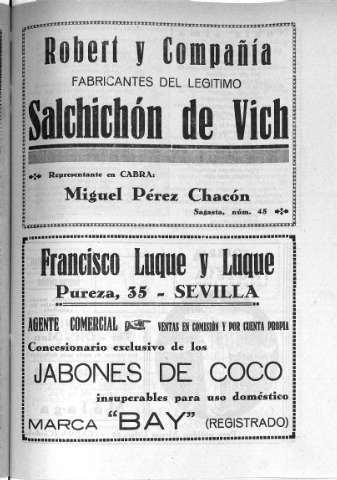 Robert y Compañía
FABRICANTES DEL LEGITIMO
Salchichón de Vich
Representante en CABRA:
Miguel Pérez Chacón
Sagasta, núm. 45
Francisco Luque y Luque
Pureza, 35 - SEVILLA
AGENTE COMERCIAL ☞ VENTAS EN COMISIÓN Y POR CUENTA PROPIA
Concesionario exclusivo de los
JABONES DE COCO
insuperables para uso doméstico
MARCA "BAY" (REGISTRADO)